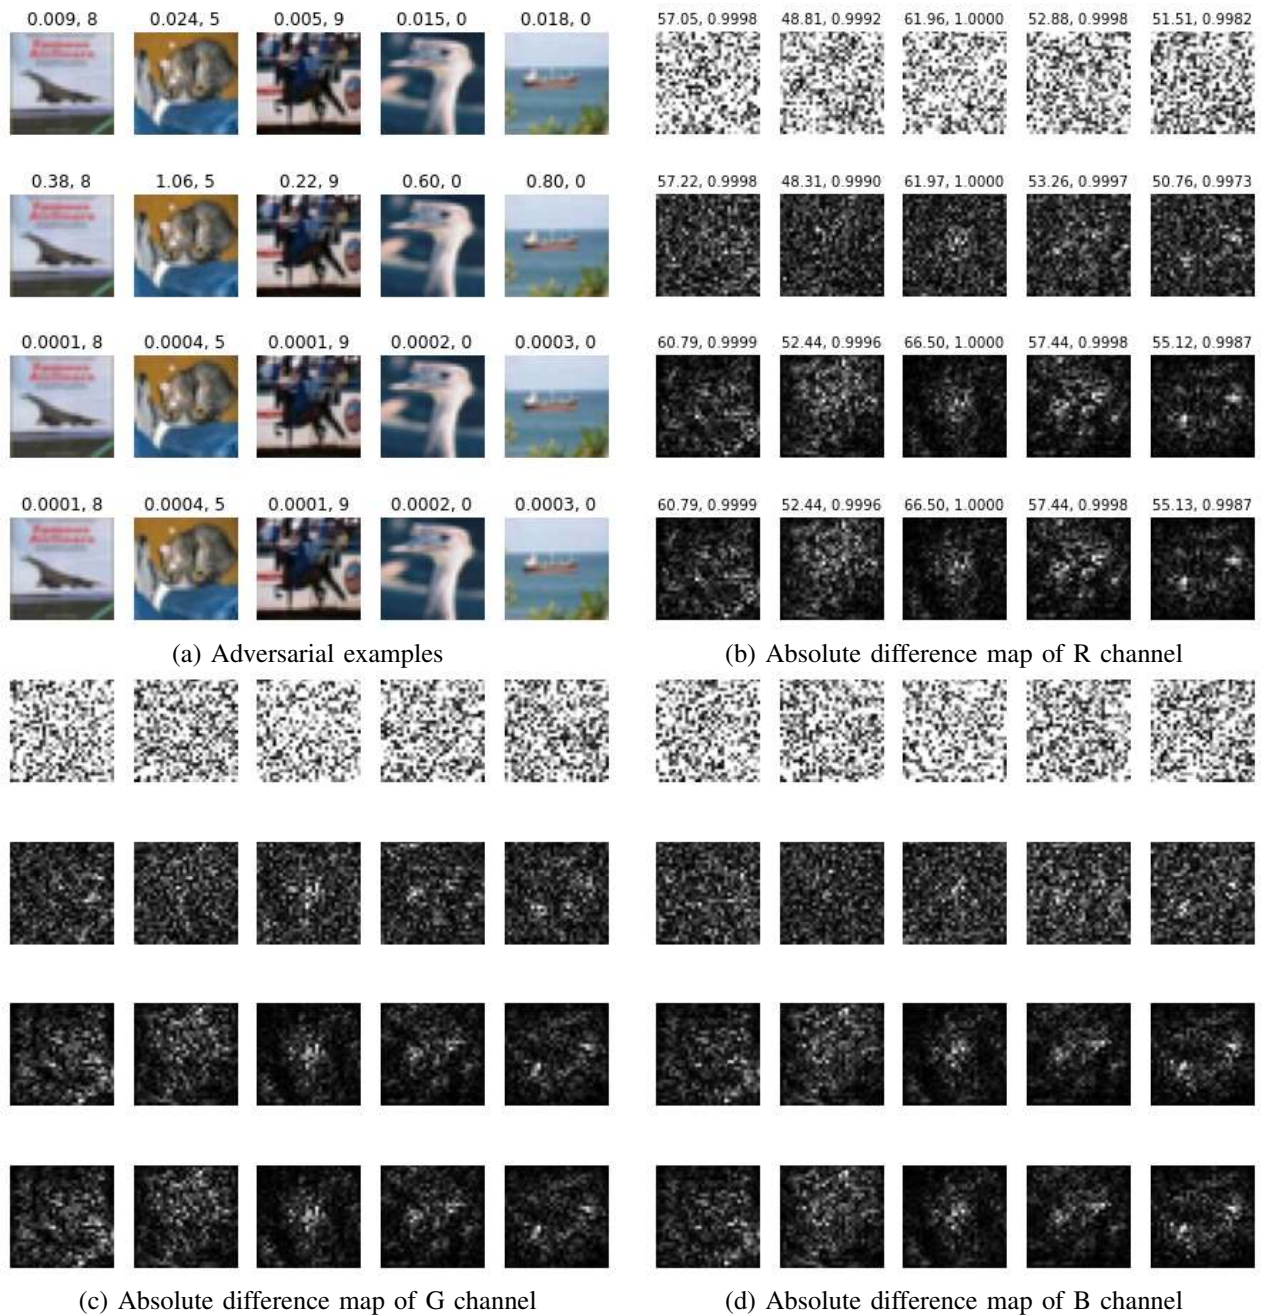 0.009, 8 0.024, 5 0.005, 9 0.015, 0 0.018, 0
57.05, 0.9998 48.81, 0.9992 61.96, 1.0000 52.88, 0.9998 51.51, 0.9982
Famous
Airliners
0.38, 8 1.06, 5 0.22, 9 0.60, 0 0.80, 0
57.22, 0.9998 48.31, 0.9990 61.97, 1.0000 53.26, 0.9997 50.76, 0.9973
Famous
Airliners
0.0001, 8 0.0004, 5 0.0001, 9 0.0002, 0 0.0003, 0
60.79, 0.9999 52.44, 0.9996 66.50, 1.0000 57.44, 0.9998 55.12, 0.9987
Famous
Airliners
0.0001, 8 0.0004, 5 0.0001, 9 0.0002, 0 0.0003, 0
60.79, 0.9999 52.44, 0.9996 66.50, 1.0000 57.44, 0.9998 55.13, 0.9987
Famous
Airliners
(a) Adversarial examples
(b) Absolute difference map of R channel
(c) Absolute difference map of G channel
(d) Absolute difference map of B channel